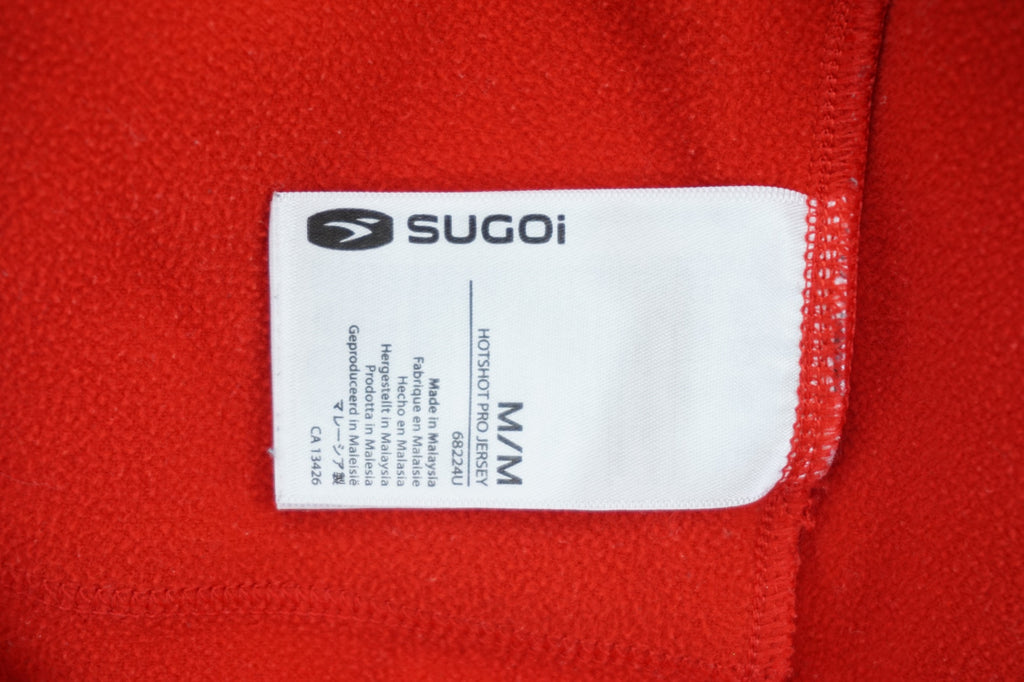 SUGOi
M/M
HOTSHOT PRO JERSEY
68224U
Made in Malaysia
Fabrique en Malaisie
Hecho en Malasia
Hergestellt in Malaysia
Prodotta in Malesia
Geproduceerd in Maleisië
マレーシア製
CA 13426